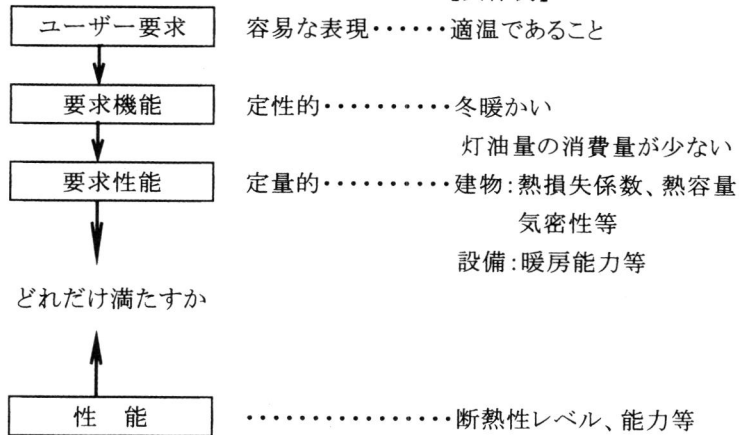 ユーザー要求 容易な表現・・・・・・適温であること
要求機能 定性的・・・・・・・・・・冬暖かい
灯油量の消費量が少ない
要求性能 定量的・・・・・・・・・・建物:熱損失係数、熱容量
気密性等
設備:暖房能力等
どれだけ満たすか
性 能 ・・・・・・・・・・・・・・・・断熱性レベル、能力等